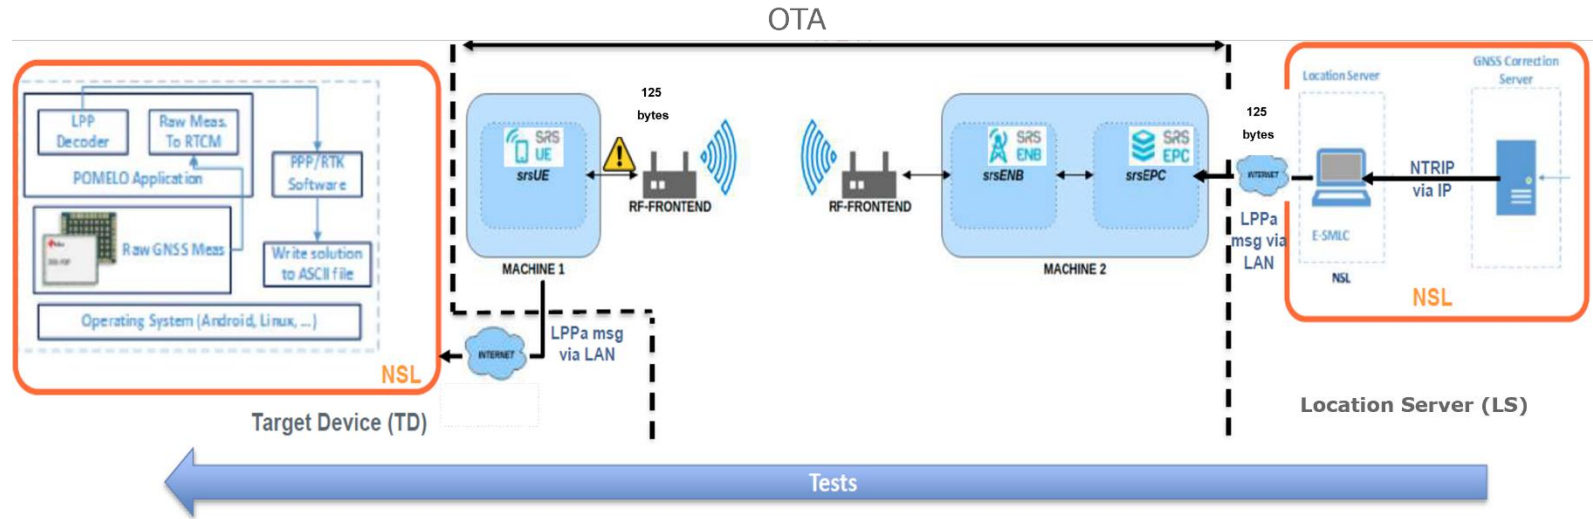 OTA
LPP
Decoder
Raw Meas.
To RTCM
POMELO Application
PPP/RTK
Software
Raw GNSS Meas
Write solution
to ASCII file
Operating System (Android, Linux, ...)
NSL
Target Device (TD)
SRS
UE
srsUE
MACHINE 1
125
bytes
RF-FRONTEND
INTERNET
LPPa msg
via LAN
RF-FRONTEND
SRS
ENB
srsENB
SRS
EPC
srsEPC
MACHINE 2
125
bytes
INTERNET
LPPa
msg via
LAN
Location Server
E-SMLC
NSL
NTRIP
via IP
GNSS Correction
Server
NSL
Location Server (LS)
Tests